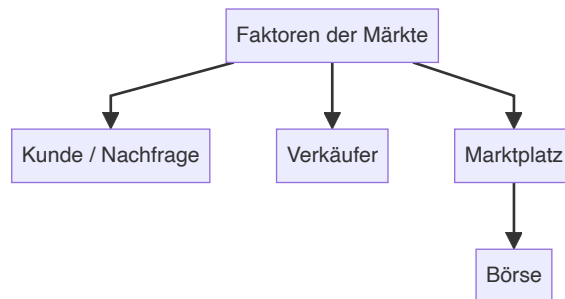 Faktoren der Märkte
Kunde / Nachfrage
Verkäufer
Marktplatz
Börse